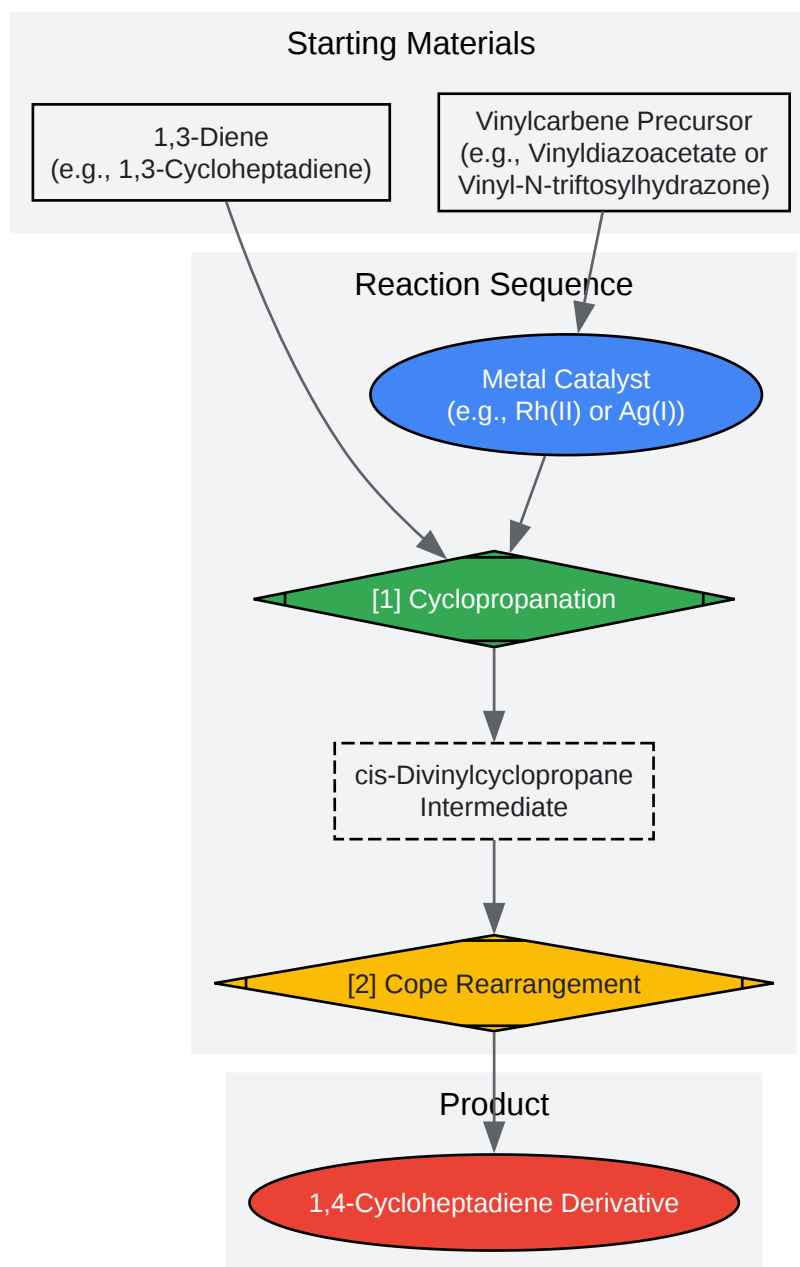 Starting Materials
1,3-Diene
(e.g., 1,3-Cycloheptadiene)
Vinylcarbene Precursor
(e.g., Vinyldiazoacetate or
Vinyl-N-triftosylhydrazone)
Reaction Sequence
Metal Catalyst
(e.g., Rh(II) or Ag(I))
[1] Cyclopropanation
cis-Divinylcyclopropane
Intermediate
[2] Cope Rearrangement
Product
1,4-Cycloheptadiene Derivative